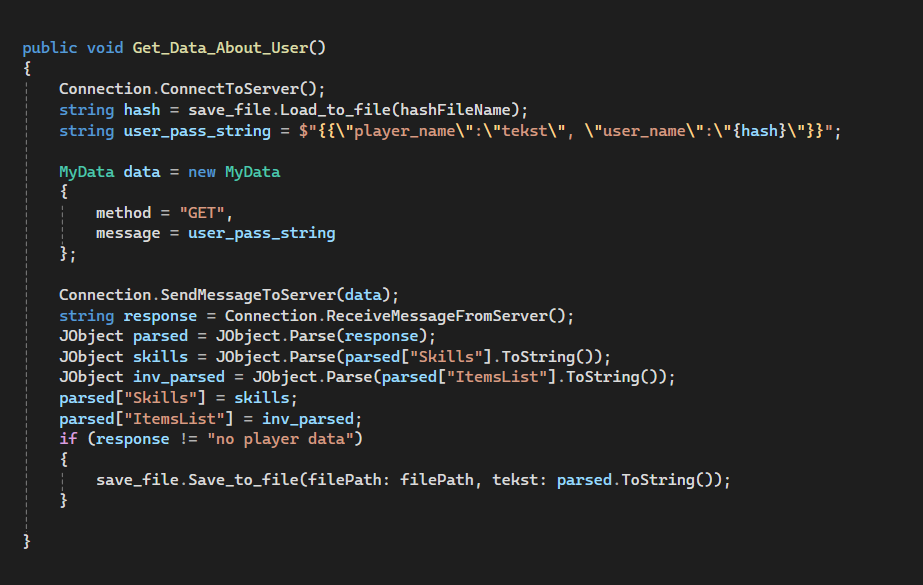 public void Get_Data_About_User()
{
    Connection.ConnectToServer();
    string hash = save_file.Load_to_file(hashFileName);
    string user_pass_string = $"{{\"player_name\":\"tekst\", \"user_name\":\"{hash}\"}}";

    MyData data = new MyData
    {
        method = "GET",
        message = user_pass_string
    };

    Connection.SendMessageToServer(data);
    string response = Connection.ReceiveMessageFromServer();
    JObject parsed = JObject.Parse(response);
    JObject skills = JObject.Parse(parsed["Skills"].ToString());
    JObject inv_parsed = JObject.Parse(parsed["ItemsList"].ToString());
    parsed["Skills"] = skills;
    parsed["ItemsList"] = inv_parsed;
    if (response != "no player data")
    {
        save_file.Save_to_file(filePath: filePath, tekst: parsed.ToString());
    }

}